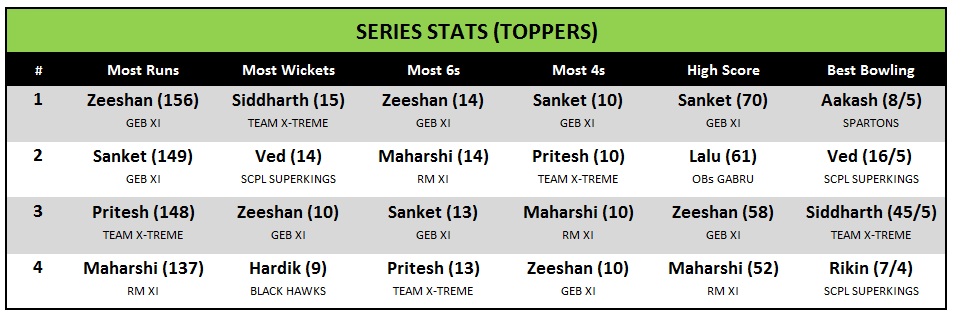 SERIES STATS (TOPPERS)
# Most Runs Most Wickets Most 6s Most 4s High Score Best Bowling
1 Zeeshan (156) Siddharth (15) Zeeshan (14) Sanket (10) Sanket (70) Aakash (8/5)
GEB XI TEAM X-TREME GEB XI GEB XI GEB XI SPARTONS
2 Sanket (149) Ved (14) Maharshi (14) Pritesh (10) Lalu (61) Ved (16/5)
GEB XI SCPL SUPERKINGS RM XI TEAM X-TREME OBs GABRU SCPL SUPERKINGS
3 Pritesh (148) Zeeshan (10) Sanket (13) Maharshi (10) Zeeshan (58) Siddharth (45/5)
TEAM X-TREME GEB XI GEB XI RM XI GEB XI TEAM X-TREME
4 Maharshi (137) Hardik (9) Pritesh (13) Zeeshan (10) Maharshi (52) Rikin (7/4)
RM XI BLACK HAWKS TEAM X-TREME GEB XI RM XI SCPL SUPERKINGS